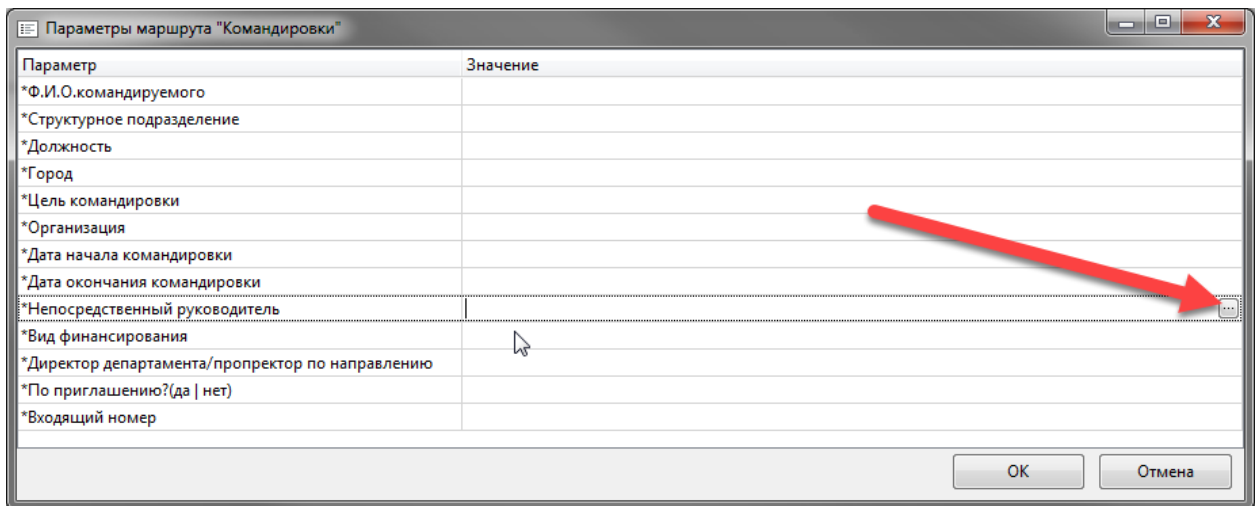 Параметры маршрута "Командировки"
Параметр Значение
*Ф.И.О.командируемого
*Структурное подразделение
*Должность
*Город
*Цель командировки
*Организация
*Дата начала командировки
*Дата окончания командировки
*Непосредственный руководитель ...
*Вид финансирования
*Директор департамента/пропректор по направлению
*По приглашению?(да | нет)
*Входящий номер
ОК Отмена